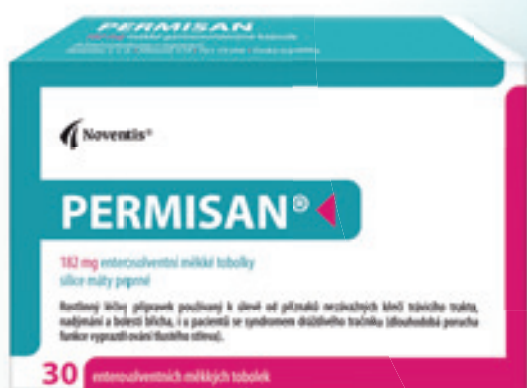 PERMISAN
Noventis®
PERMISAN®
182 mg enterosolventní měkké tobolky
silice máty peprné
Rostlinný léčivý přípravek používaný k úlevě od příznaků nezávažných křečí trávicího traktu,
nadýmání a bolesti břicha, i u pacientů se syndromem dráždivého tračníku (dlouhodobá porucha
funkce vyprazdňování tlustého střeva).
30 enterosolventních měkkých tobolek